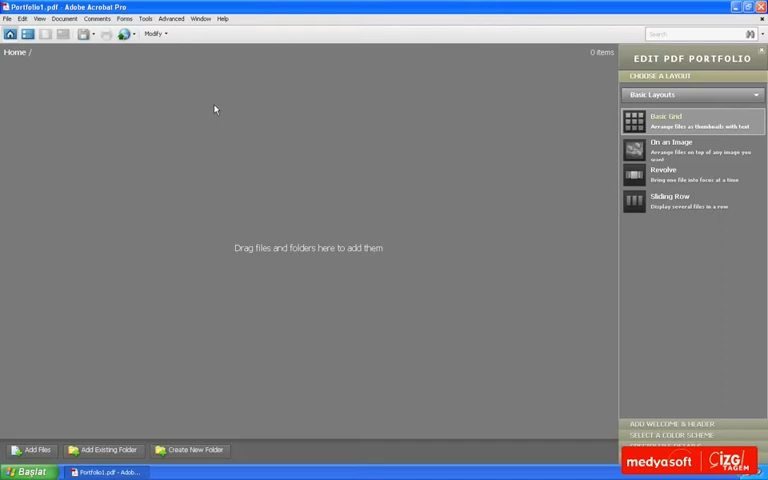 Portfolio1.pdf - Adobe Acrobat Pro
File Edit View Document Comments Forms Tools Advanced Window Help
Modify
Search
Home /
0 items
EDIT PDF PORTFOLIO
CHOOSE A LAYOUT
Basic Layouts
Basic Grid
Arrange files as thumbnails with text
On an Image
Arrange files on top of any image you
want
Revolve
Bring one file into focus at a time
Sliding Row
Display several files in a row
Drag files and folders here to add them
ADD WELCOME & HEADER
SELECT A COLOR SCHEME
Add Files
Add Existing Folder
Create New Folder
medyasoft
ÇİZGİ
TAGEM
Başlat
Portfolio1.pdf - Adob...